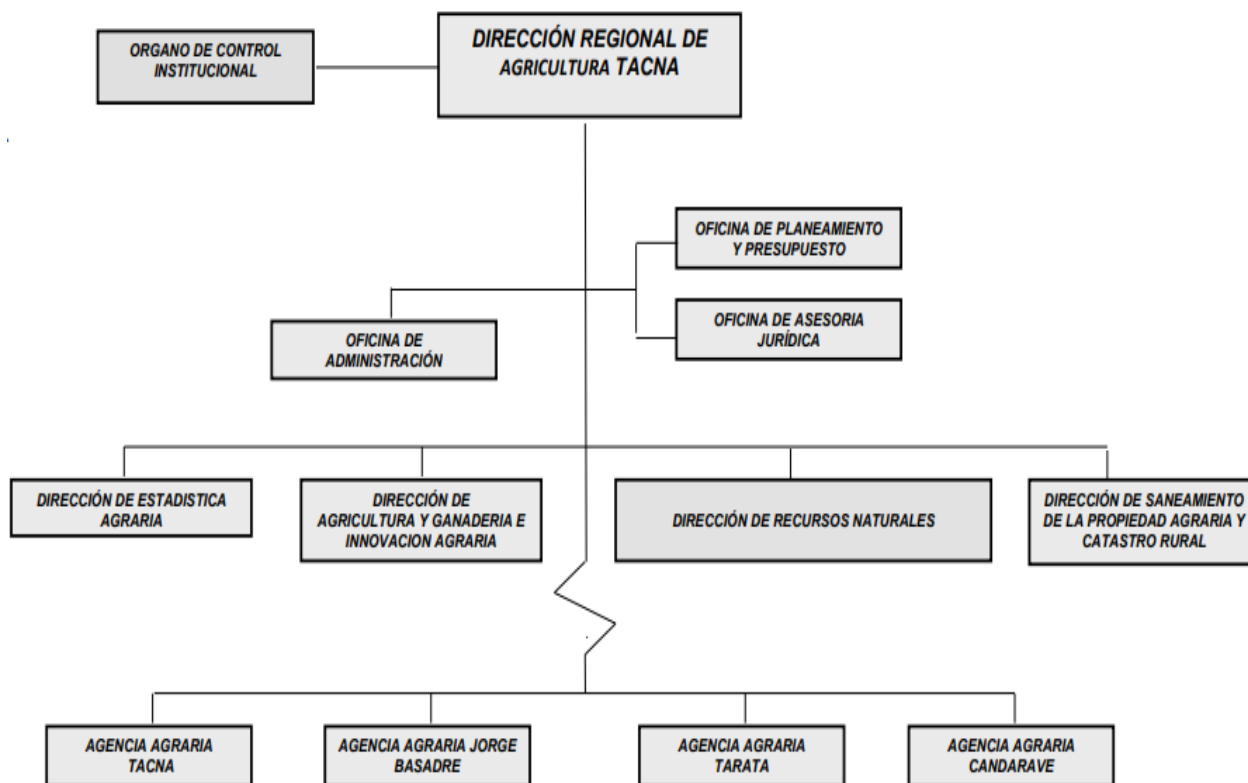 DIRECCIÓN REGIONAL DE
AGRICULTURA TACNA
ORGANO DE CONTROL
INSTITUCIONAL
OFICINA DE PLANEAMIENTO
Y PRESUPUESTO
OFICINA DE ASESORIA
JURÍDICA
OFICINA DE
ADMINISTRACIÓN
DIRECCIÓN DE ESTADISTICA
AGRARIA
DIRECCIÓN DE
AGRICULTURA Y GANADERIA E
INNOVACION AGRARIA
DIRECCIÓN DE RECURSOS NATURALES
DIRECCIÓN DE SANEAMIENTO
DE LA PROPIEDAD AGRARIA Y
CATASTRO RURAL
AGENCIA AGRARIA
TACNA
AGENCIA AGRARIA JORGE
BASADRE
AGENCIA AGRARIA
TARATA
AGENCIA AGRARIA
CANDARAVE